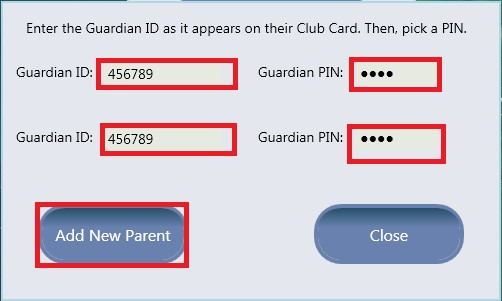 Enter the Guardian ID as it appears on their Club Card. Then, pick a PIN.
Guardian ID: 456789 Guardian PIN: ●●●●
Guardian ID: 456789 Guardian PIN: ●●●●
Add New Parent Close